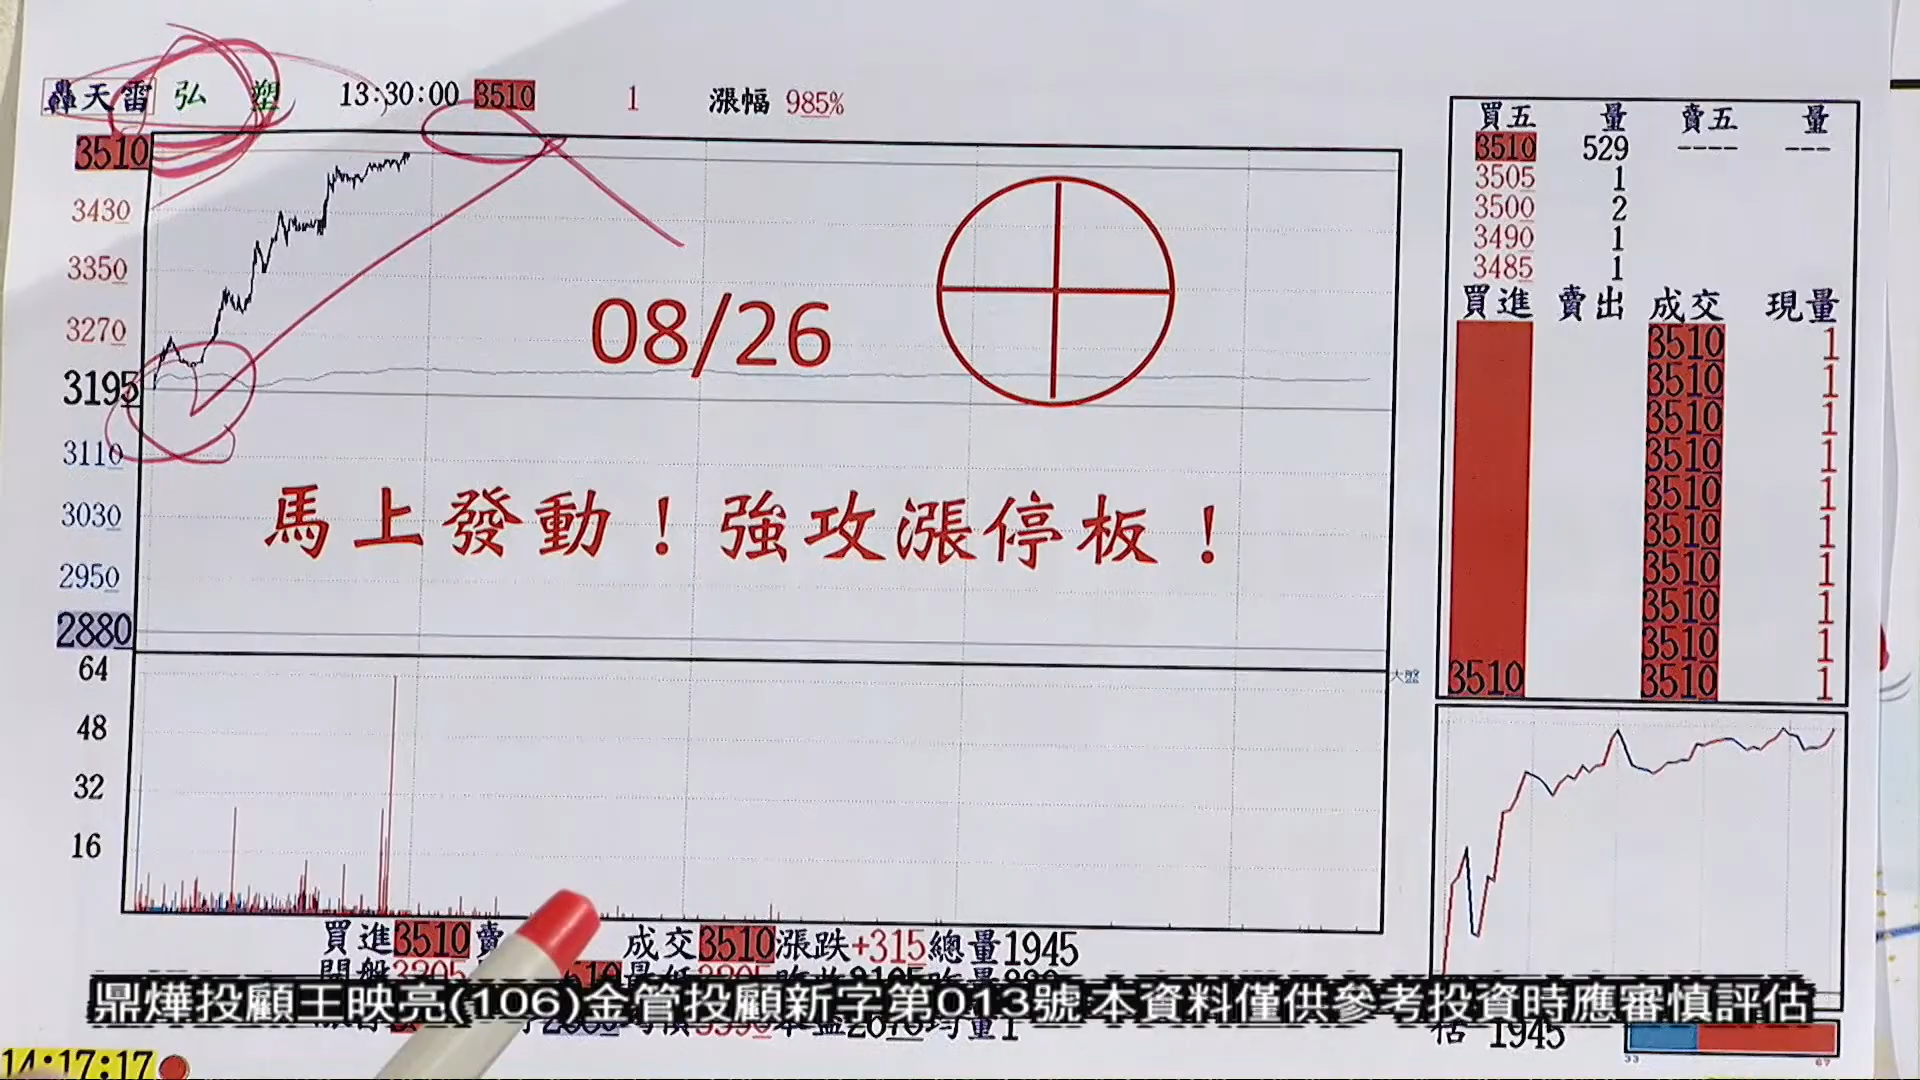 轟天雷 弘塑 13:30:00 3510 1 漲幅 985%
3510
3430
3350
3270
3195
3110
3030
2950
2880
64
48
32
16
08/26
馬上發動！強攻漲停板！
大盤
買五 量 賣五 量
3510 529 ---- ---
3505 1
3500 2
3490 1
3485 1
買進 賣出 成交 現量
3510 1
3510 1
3510 1
3510 1
3510 1
3510 1
3510 1
3510 1
3510 1
3510 3510 1
買進3510賣 成交3510漲跌+315總量1945
鼎燁投顧王映亮(106)金管投顧新字第013號本資料僅供參考投資時應審慎評估
估 1945
33 67
14:17:17